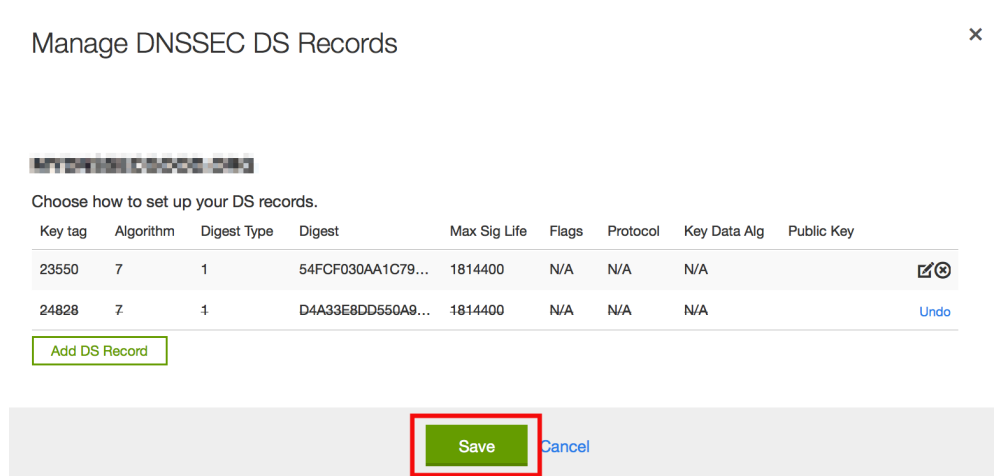 Manage DNSSEC DS Records
Choose how to set up your DS records.
Key tag Algorithm Digest Type Digest Max Sig Life Flags Protocol Key Data Alg Public Key
23550 7 1 54FCF030AA1C79... 1814400 N/A N/A N/A
24828 7 1 D4A33E8DD550A9... 1814400 N/A N/A N/A Undo
Add DS Record
Save Cancel